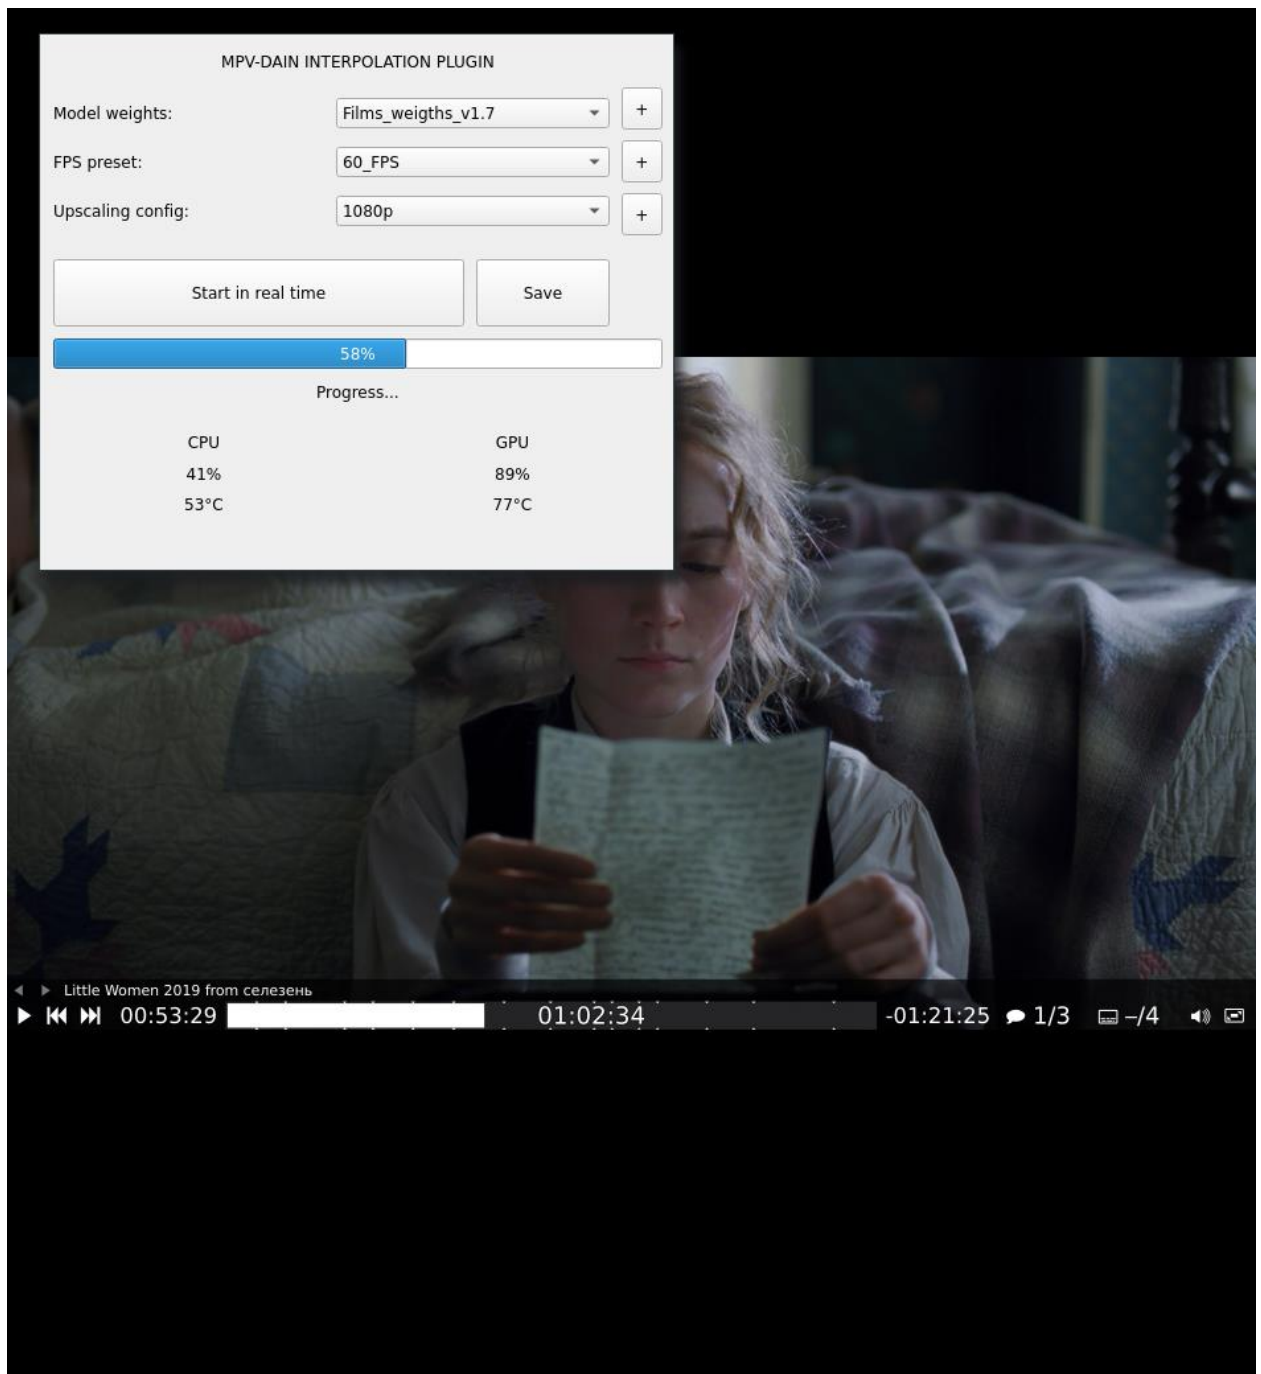 MPV-DAIN INTERPOLATION PLUGIN
Model weights: Films_weigths_v1.7 +
FPS preset: 60_FPS +
Upscaling config: 1080p +
Start in real time Save
58%
Progress...
CPU GPU
41% 89%
53°C 77°C
Little Women 2019 from селезень
00:53:29 01:02:34 -01:21:25 1/3 –/4